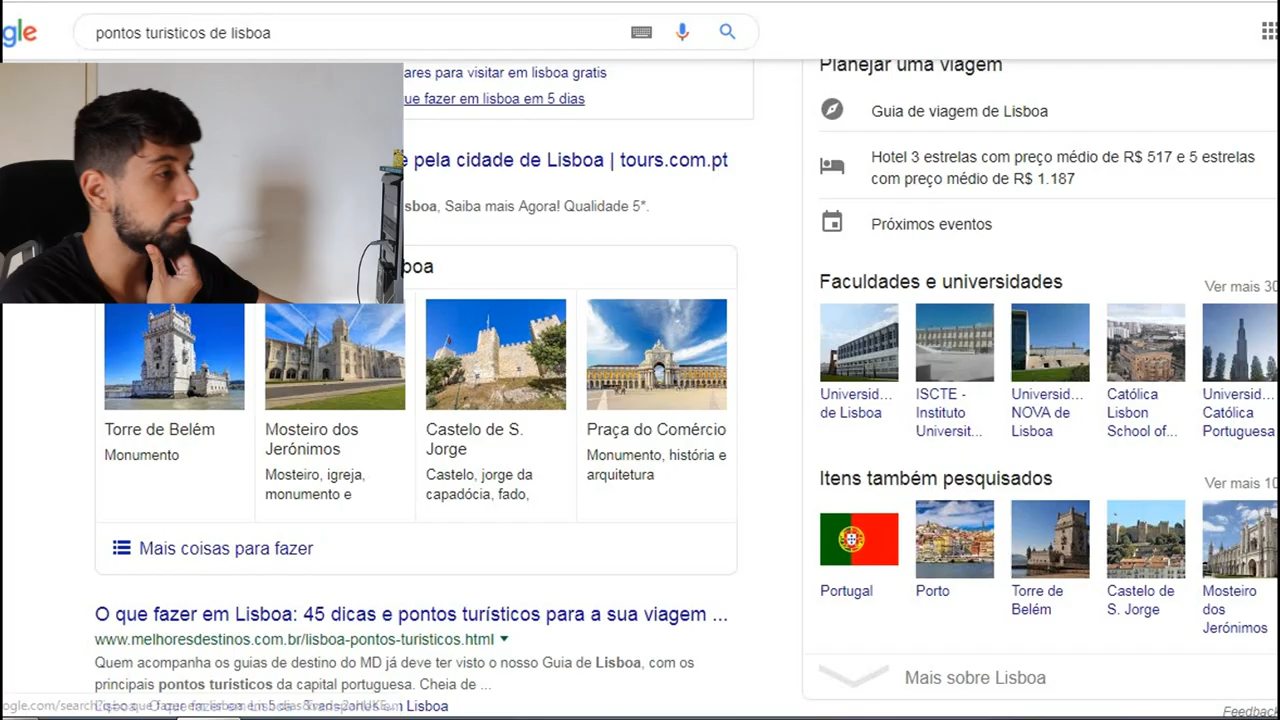 gle
pontos turisticos de lisboa
ares para visitar em lisboa gratis
ue fazer em lisboa em 5 dias
e pela cidade de Lisboa | tours.com.pt
sboa, Saiba mais Agora! Qualidade 5*.
boa
Torre de Belém
Monumento
Mosteiro dos
Jerónimos
Mosteiro, igreja,
monumento e
Castelo de S.
Jorge
Castelo, jorge da
capadócia, fado,
Praça do Comércio
Monumento, história e
arquitetura
Mais coisas para fazer
O que fazer em Lisboa: 45 dicas e pontos turísticos para a sua viagem ...
www.melhoresdestinos.com.br/lisboa-pontos-turisticos.html
Quem acompanha os guias de destino do MD já deve ter visto o nosso Guia de Lisboa, com os
principais pontos turísticos da capital portuguesa. Cheia de ...
Planejar uma viagem
Guia de viagem de Lisboa
Hotel 3 estrelas com preço médio de R$ 517 e 5 estrelas
com preço médio de R$ 1.187
Próximos eventos
Faculdades e universidades
Ver mais 30
Universid...
de Lisboa
ISCTE -
Instituto
Universit...
Universid...
NOVA de
Lisboa
Católica
Lisbon
School of...
Universid...
Católica
Portuguesa
Itens também pesquisados
Ver mais 10
Portugal
Porto
Torre de
Belém
Castelo de
S. Jorge
Mosteiro
dos
Jerónimos
Mais sobre Lisboa
Feedback